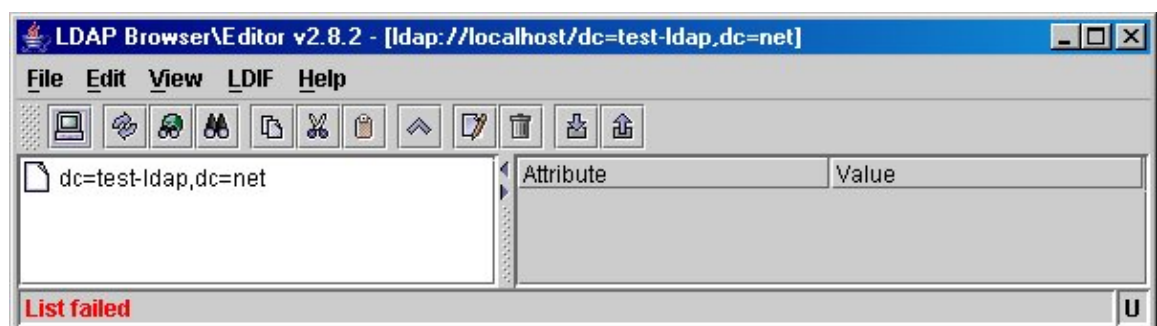 LDAP Browser\Editor v2.8.2 - [ldap://localhost/dc=test-ldap,dc=net]
File Edit View LDIF Help
dc=test-ldap,dc=net
Attribute Value
List failed U